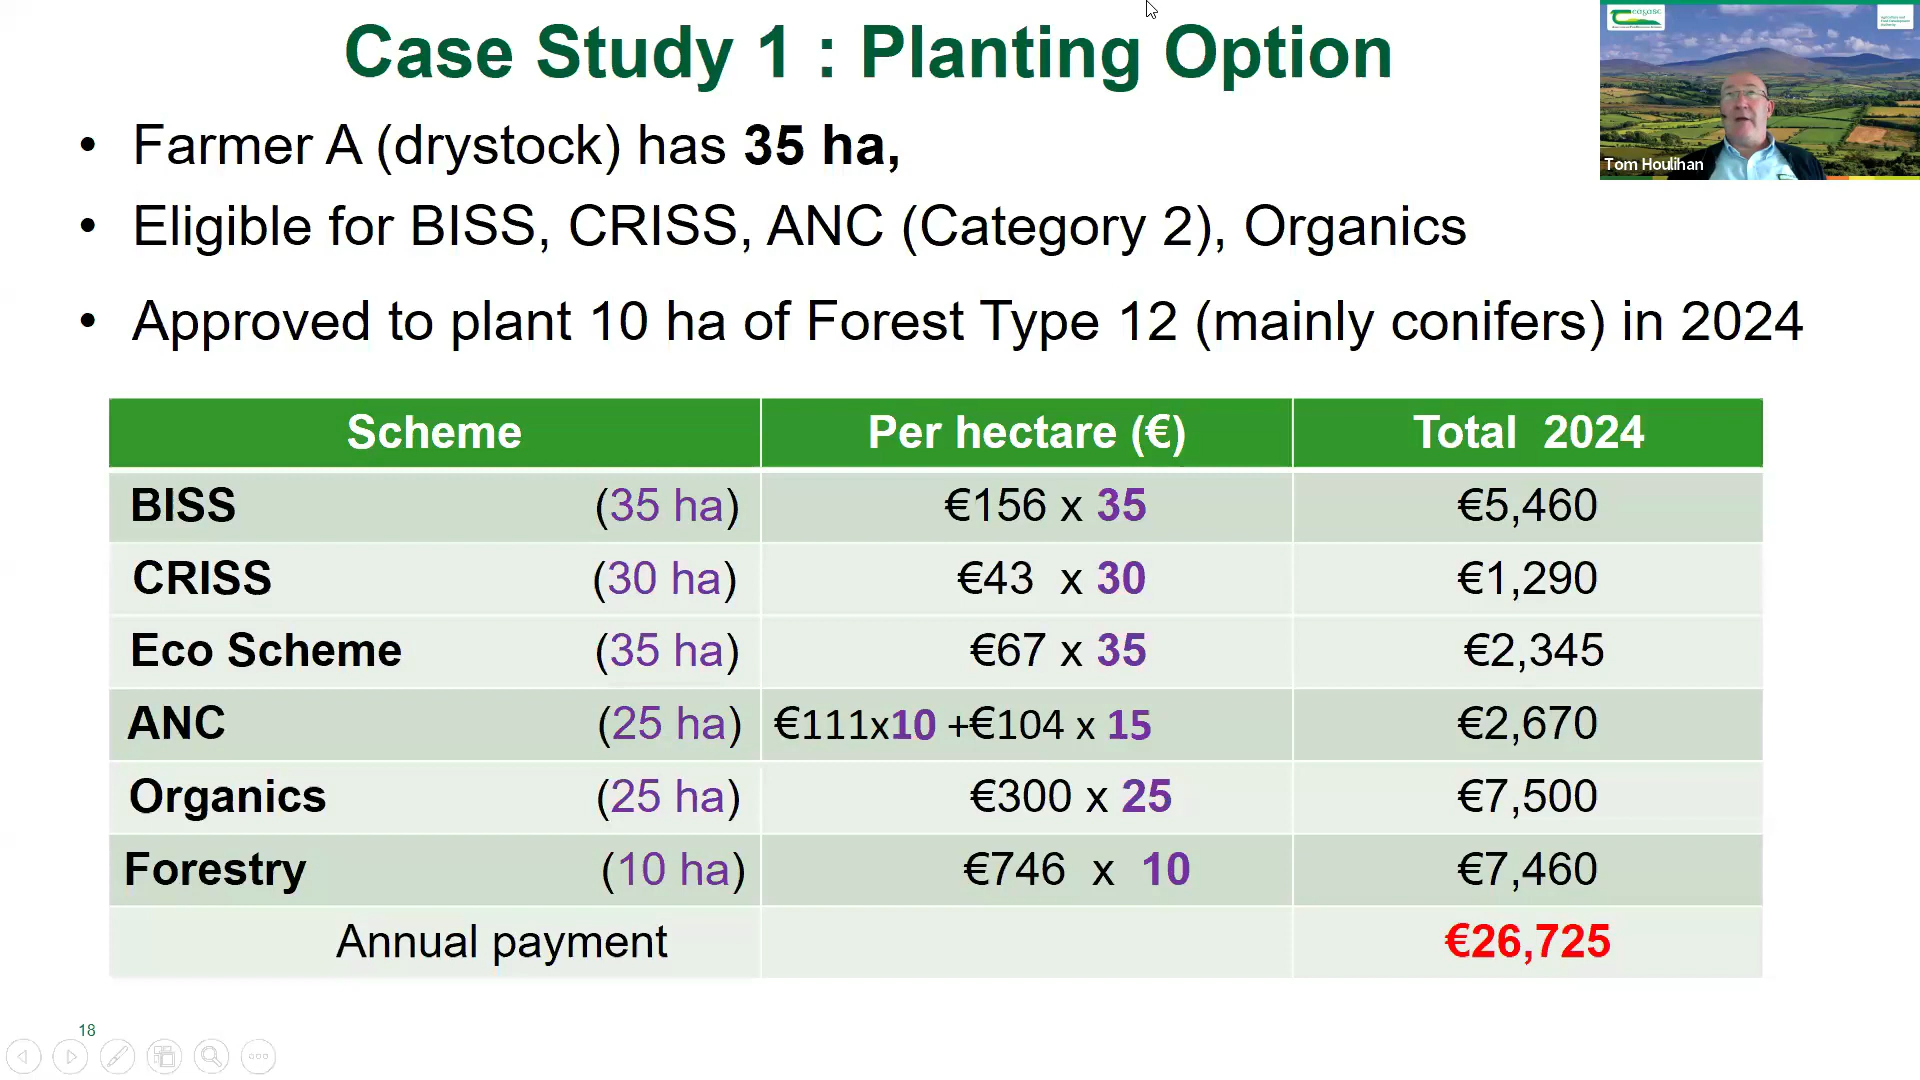 Case Study 1 : Planting Option
• Farmer A (drystock) has 35 ha,
• Eligible for BISS, CRISS, ANC (Category 2), Organics
• Approved to plant 10 ha of Forest Type 12 (mainly conifers) in 2024
Scheme Per hectare (€) Total 2024
BISS (35 ha) €156 x 35 €5,460
CRISS (30 ha) €43 x 30 €1,290
Eco Scheme (35 ha) €67 x 35 €2,345
ANC (25 ha) €111x10 +€104 x 15 €2,670
Organics (25 ha) €300 x 25 €7,500
Forestry (10 ha) €746 x 10 €7,460
Annual payment €26,725
18
Teagasc
Tom Houlihan